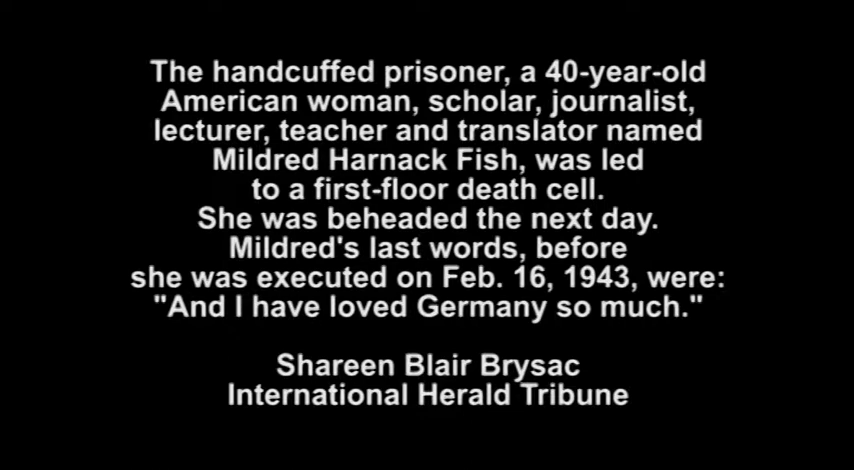 The handcuffed prisoner, a 40-year-old
American woman, scholar, journalist,
lecturer, teacher and translator named
Mildred Harnack Fish, was led
to a first-floor death cell.
She was beheaded the next day.
Mildred's last words, before
she was executed on Feb. 16, 1943, were:
"And I have loved Germany so much."
Shareen Blair Brysac
International Herald Tribune